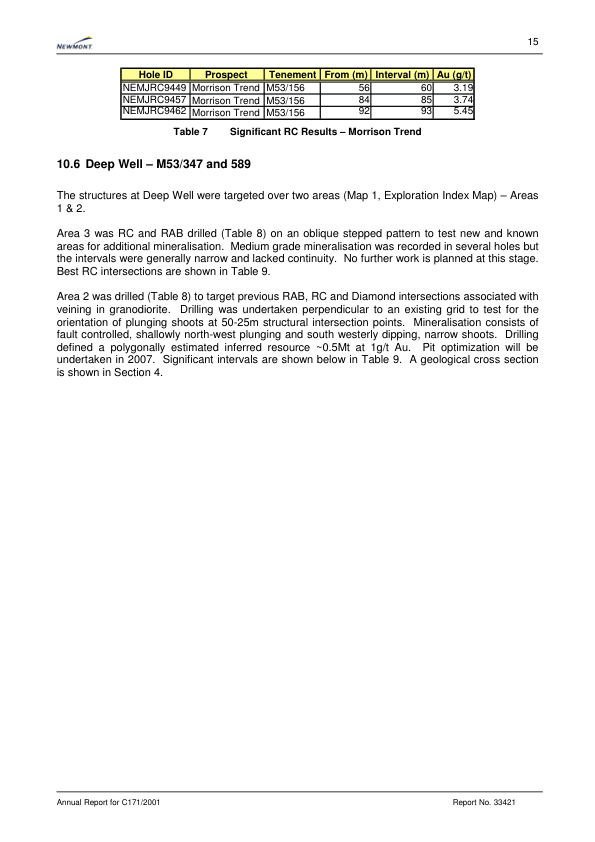 NEWMONT
15
Hole ID Prospect Tenement From (m) Interval (m) Au (g/t)
NEMJRC9449 Morrison Trend M53/156 56 60 3.19
NEMJRC9457 Morrison Trend M53/156 84 85 3.74
NEMJRC9462 Morrison Trend M53/156 92 93 5.45
Table 7 Significant RC Results – Morrison Trend
10.6 Deep Well – M53/347 and 589
The structures at Deep Well were targeted over two areas (Map 1, Exploration Index Map) – Areas
1 & 2.
Area 3 was RC and RAB drilled (Table 8) on an oblique stepped pattern to test new and known
areas for additional mineralisation. Medium grade mineralisation was recorded in several holes but
the intervals were generally narrow and lacked continuity. No further work is planned at this stage.
Best RC intersections are shown in Table 9.
Area 2 was drilled (Table 8) to target previous RAB, RC and Diamond intersections associated with
veining in granodiorite. Drilling was undertaken perpendicular to an existing grid to test for the
orientation of plunging shoots at 50-25m structural intersection points. Mineralisation consists of
fault controlled, shallowly north-west plunging and south westerly dipping, narrow shoots. Drilling
defined a polygonally estimated inferred resource ~0.5Mt at 1g/t Au. Pit optimization will be
undertaken in 2007. Significant intervals are shown below in Table 9. A geological cross section
is shown in Section 4.
Annual Report for C171/2001 Report No. 33421